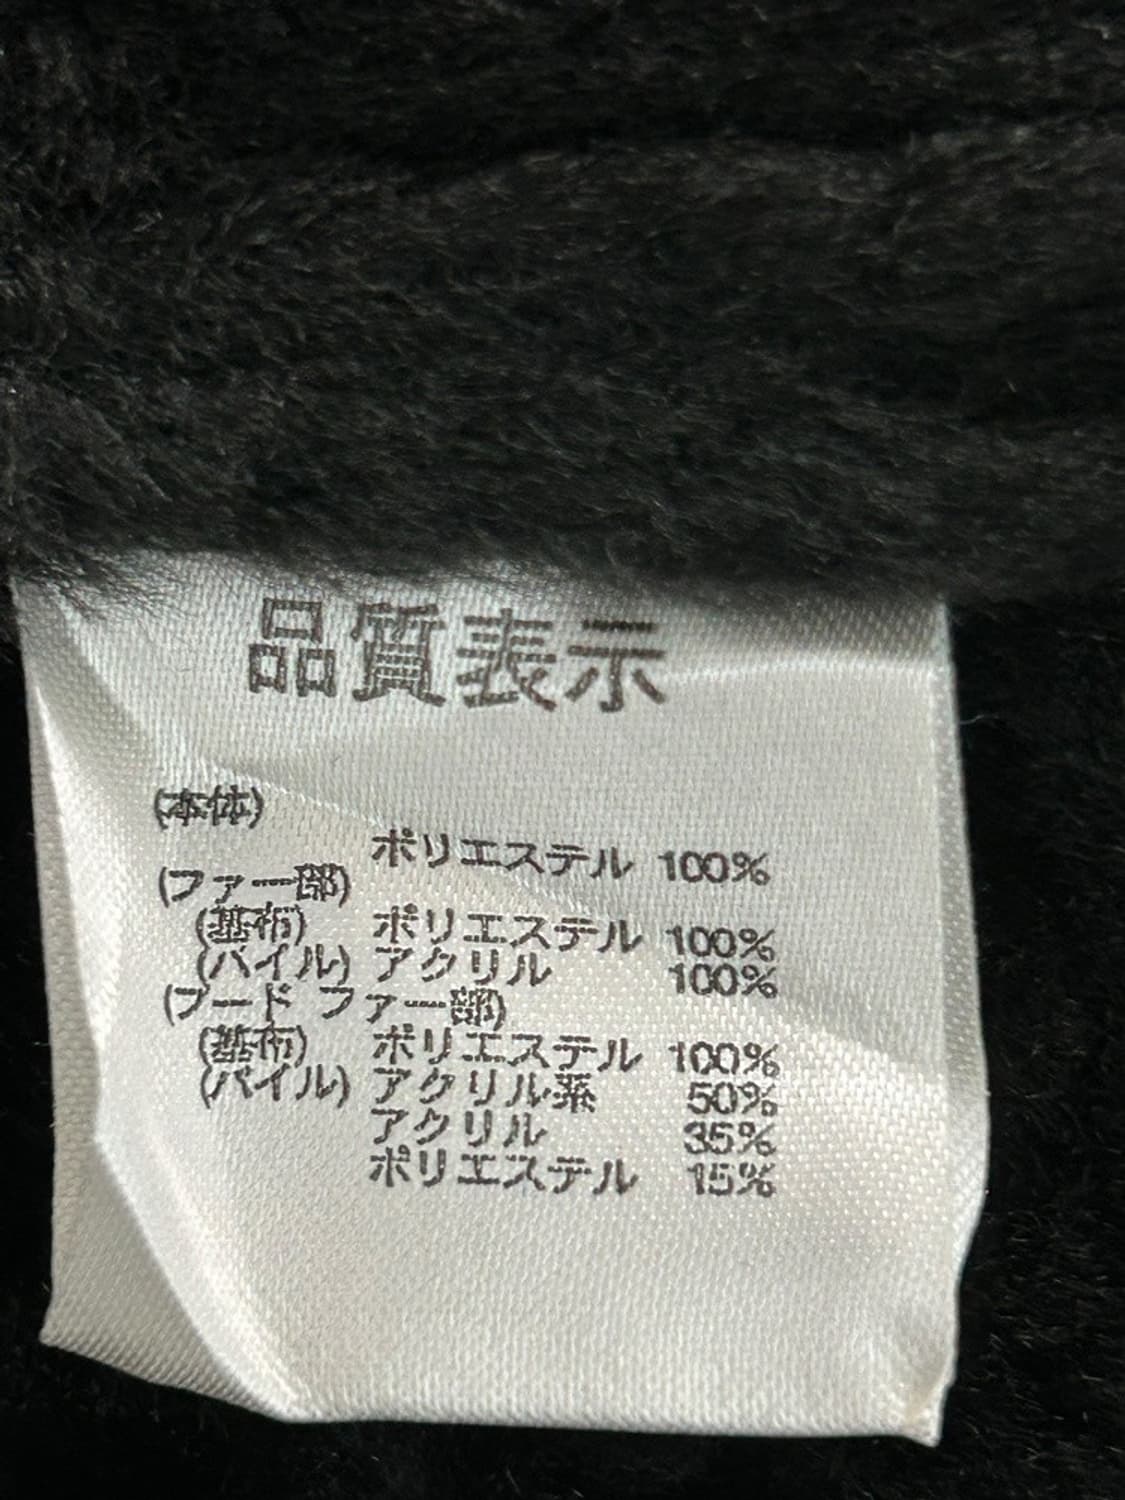 品質表示
(本体)
ポリエステル 100%
(ファー部)
(基布) ポリエステル 100%
(パイル) アクリル 100%
(フード ファー部)
(基布) ポリエステル 100%
(パイル) アクリル系 50%
アクリル 35%
ポリエステル 15%